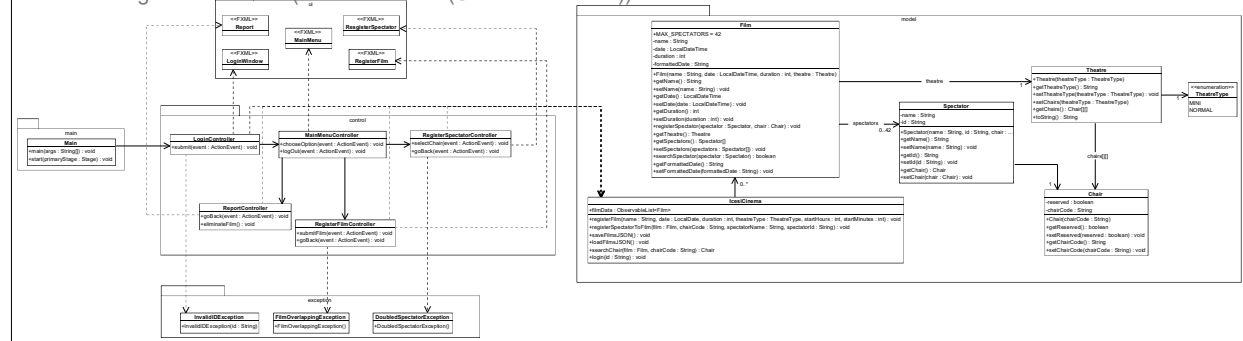 ui
<<FXML>>
Report
<<FXML>>
ResgisterSpectator
<<FXML>>
MainMenu
<<FXML>>
LoginWindow
<<FXML>>
RegisterFilm
control
main
Main
+main(args : String[]) : void
+start(primaryStage : Stage) : void
LoginController
+submit(event : ActionEvent) : void
MainMenuController
+chooseOption(event : ActionEvent) : void
+logOut(event : ActionEvent) : void
RegisterSpectatorController
+selectChair(event : ActionEvent) : void
+goBack(event : ActionEvent) : void
ReportController
+goBack(event : ActionEvent) : void
+eliminateFilm() : void
RegisterFilmController
+submitFilm(event : ActionEvent) : void
+goBack(event : ActionEvent) : void
exception
InvalidIDException
+InvalidIDException(id : String)
FilmOverlappingException
+FilmOverlappingException()
DoubledSpectatorException
+DoubledSpectatorException()
model
Film
+MAX_SPECTATORS = 42
-name : String
-date : LocalDateTime
-duration : int
-formattedDate : String
+Film(name : String, date : LocalDateTime, duration : int, theatre : Theatre)
+getName() : String
+setName(name : String) : void
+getDate() : LocalDateTime
+setDate(date : LocalDateTime) : void
+getDuration() : int
+setDuration(duration : int) : void
+registerSpectator(spectator : Spectator, chair : Chair) : void
+getTheatre() : Theatre
+getSpectators() : Spectator[]
+setSpectators(spectators : Spectator[]) : void
+searchSpectator(spectator : Spectator) : boolean
+getFormattedDate() : String
+setFormattedDate(formattedDate : String) : void
theatre
1
spectators
0..42
Theatre
+Theatre(theatreType : TheatreType)
+getTheatreType() : String
+setTheatreType(theatreType : TheatreType) : void
+setChairs(theatreType : TheatreType)
+getChairs() : Chair[][]
+toString() : String
1
<<enumeration>>
TheatreType
MINI
NORMAL
Spectator
-name : String
-id : String
+Spectator(name : String, id : String, chair : ...
+getName() : String
+setName(name : String) : void
+getId() : String
+setId(id : String) : void
+getChair() : Chair
+setChair(chair : Chair) : void
chairs[][]
1
0..*
IcesiCinema
+filmData : ObservableList<Film>
+registerFilm(name : String, date : LocalDate, duration : int, theatreType : TheatreType, startHours : int, startMinutes : int) : void
+registerSpectatorToFilm(film : Film, chairCode : String, spectatorName : String, spectatorId : String) : void
+saveFilmsJSON() : void
+loadFilmsJSON() : void
+searchChair(film : Film, chairCode : String) : Chair
+login(id : String) : void
Chair
-reserved : boolean
-chairCode : String
+Chair(chairCode : String)
+getReserved() : boolean
+setReserved(reserved : boolean) : void
+getChairCode() : String
+setChairCode(chairCode : String) : void